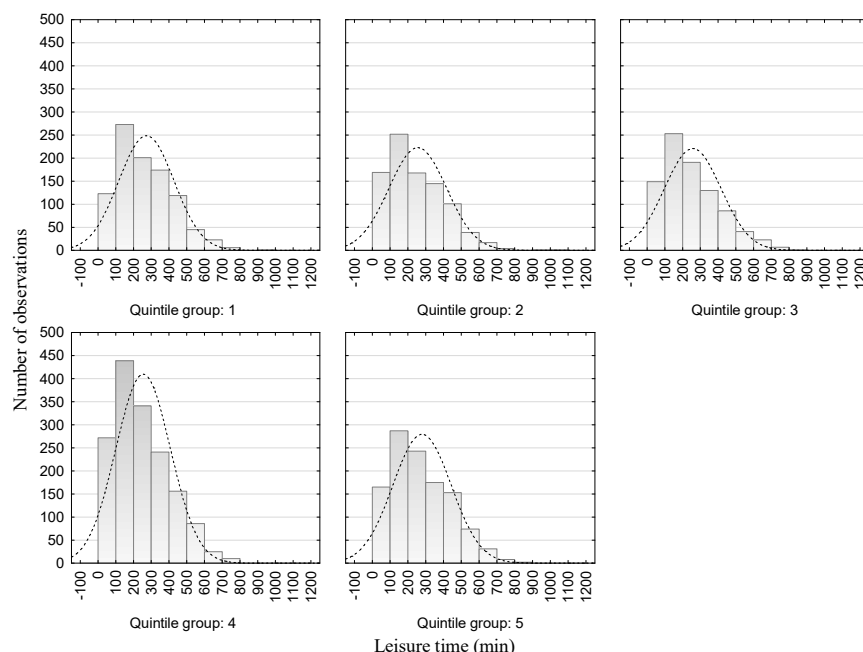 500
450
400
350
300
250
200
150
100
50
0
-100 0 100 200 300 400 500 600 700 800 900 1000 1100 1200
-100 0 100 200 300 400 500 600 700 800 900 1000 1100 1200
-100 0 100 200 300 400 500 600 700 800 900 1000 1100 1200
Quintile group: 1
Quintile group: 2
Quintile group: 3
Number of observations
500
450
400
350
300
250
200
150
100
50
0
-100 0 100 200 300 400 500 600 700 800 900 1000 1100 1200
-100 0 100 200 300 400 500 600 700 800 900 1000 1100 1200
Quintile group: 4
Quintile group: 5
Leisure time (min)